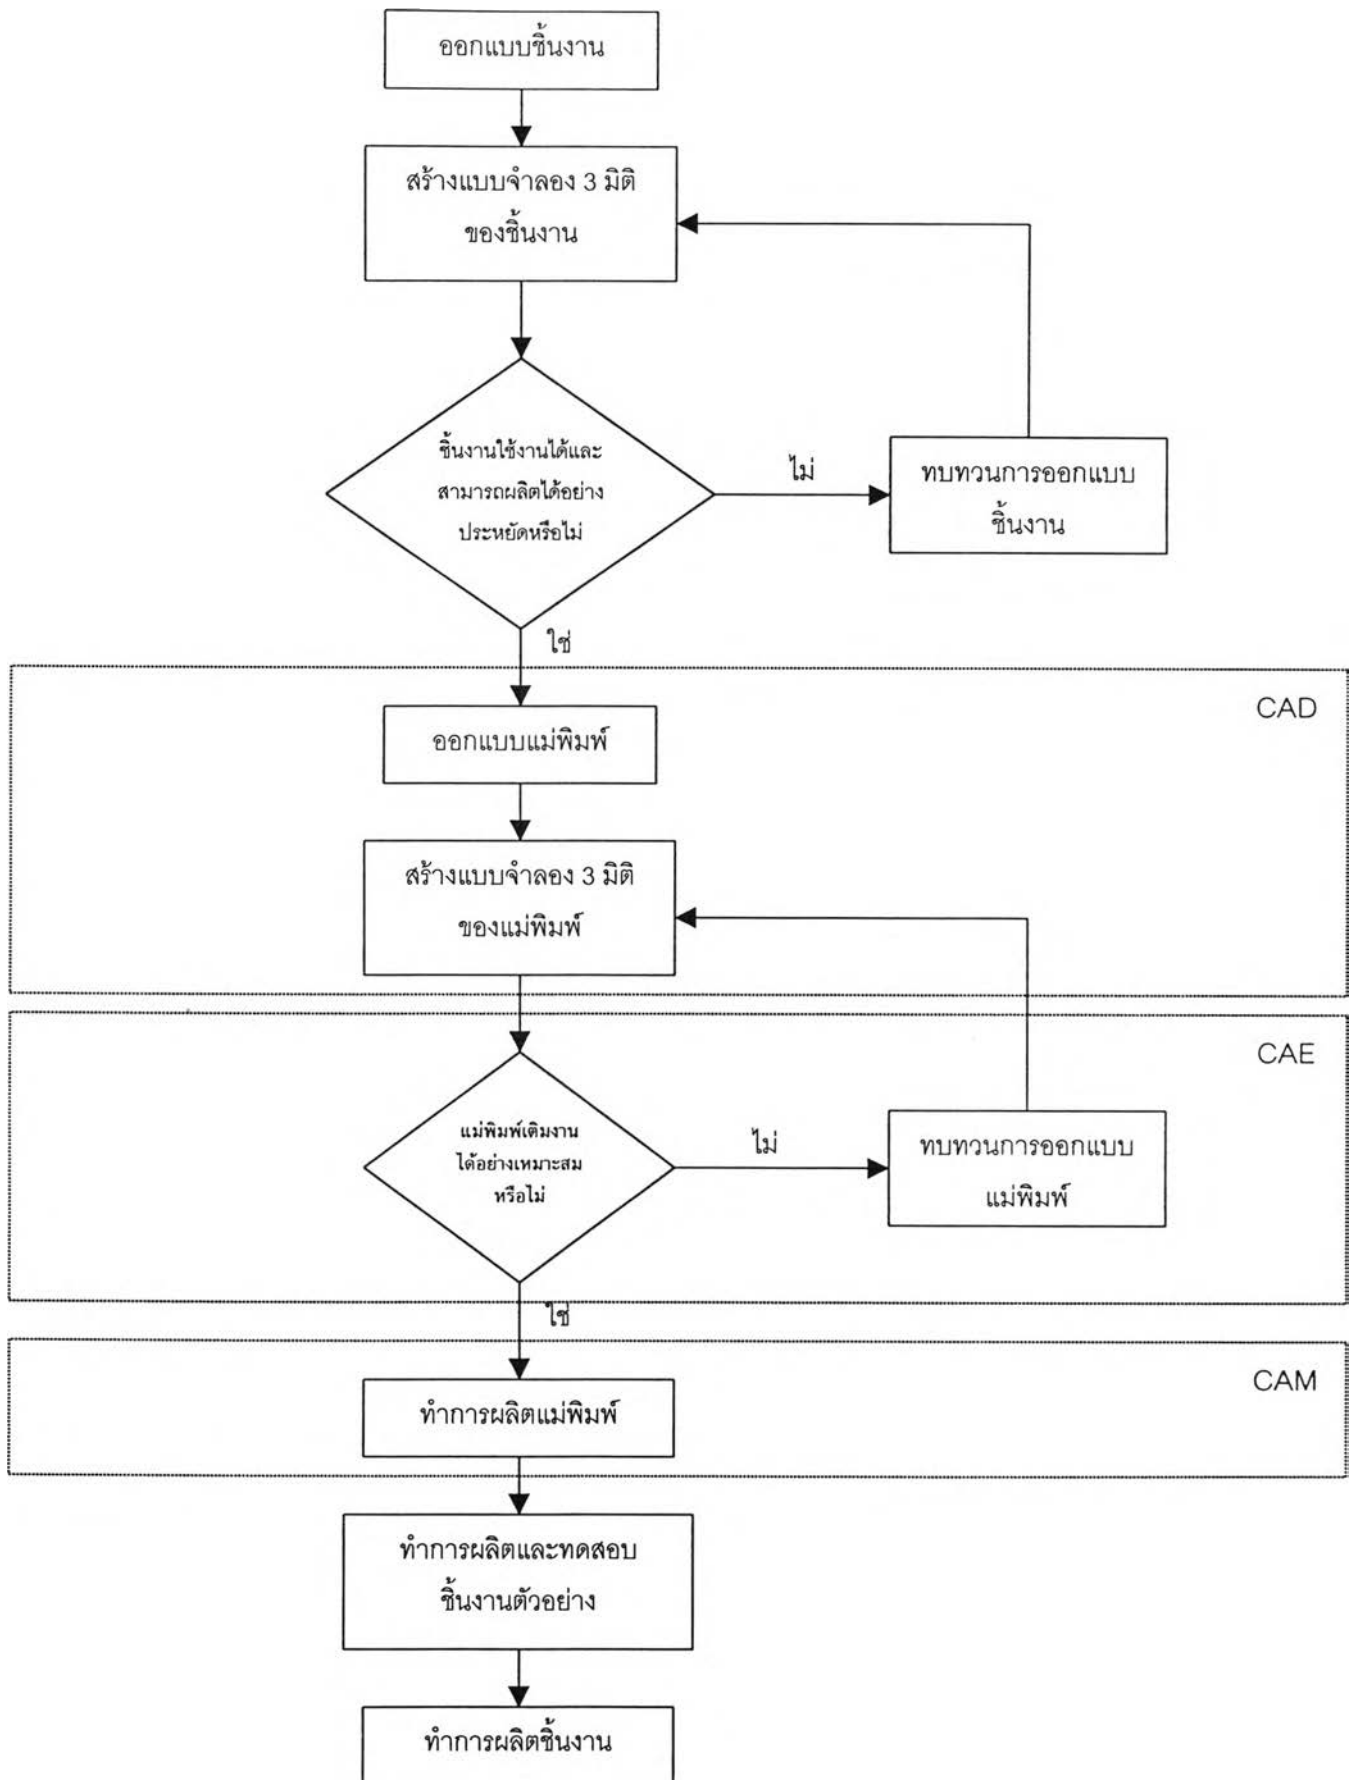 ออกแบบชิ้นงาน
สร้างแบบจำลอง 3 มิติ
ของชิ้นงาน
ชิ้นงานใช้งานได้และ
สามารถผลิตได้อย่าง
ประหยัดหรือไม่
ไม่
ทบทวนการออกแบบ
ชิ้นงาน
ใช่
CAD
ออกแบบแม่พิมพ์
สร้างแบบจำลอง 3 มิติ
ของแม่พิมพ์
CAE
แม่พิมพ์เติมงาน
ได้อย่างเหมาะสม
หรือไม่
ไม่
ทบทวนการออกแบบ
แม่พิมพ์
ใช่
CAM
ทำการผลิตแม่พิมพ์
ทำการผลิตและทดสอบ
ชิ้นงานตัวอย่าง
ทำการผลิตชิ้นงาน